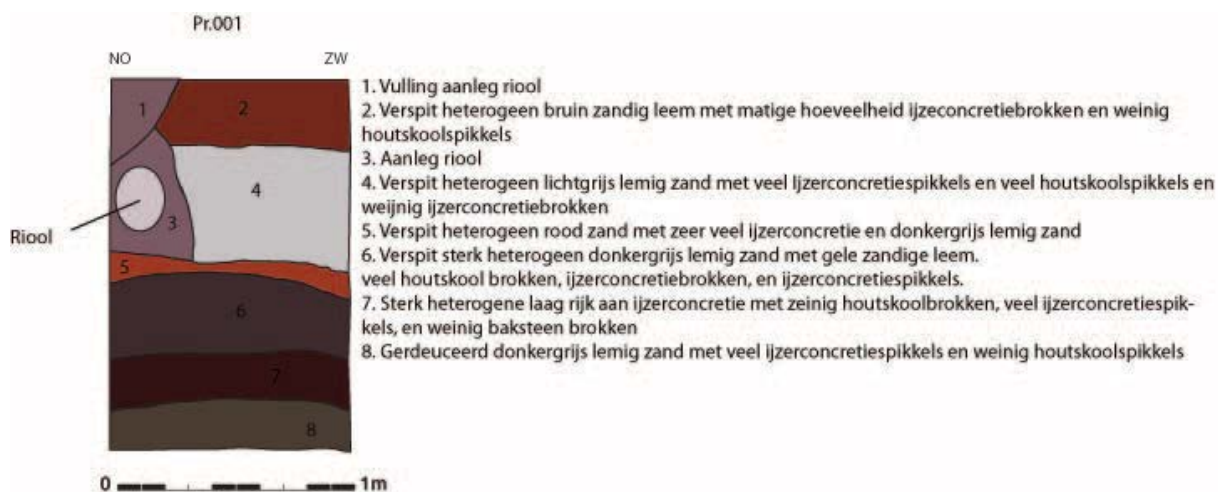 Pr.001
NO
ZW
1. Vulling aanleg riool
2. Verspit heterogeen bruin zandig leem met matige hoeveelheid ijzeconcretiebrokken en weinig
houtskoolspikkels
3. Aanleg riool
4. Verspit heterogeen lichtgrijs lemig zand met veel Ijzerconcretiespikkels en veel houtskoolspikkels en
weijnig ijzerconcretiebrokken
5. Verspit heterogeen rood zand met zeer veel ijzerconcretie en donkergrijs lemig zand
6. Verspit sterk heterogeen donkergrijs lemig zand met gele zandige leem.
veel houtskool brokken, ijzerconcretiebrokken, en ijzerconcretiespikkels.
7. Sterk heterogene laag rijk aan ijzerconcretie met zeinig houtskoolbrokken, veel ijzerconcretiespik-
kels, en weinig baksteen brokken
8. Gerdeuceerd donkergrijs lemig zand met veel ijzerconcretiespikkels en weinig houtskoolspikkels
1
2
4
3
Riool
5
6
7
8
0
1m